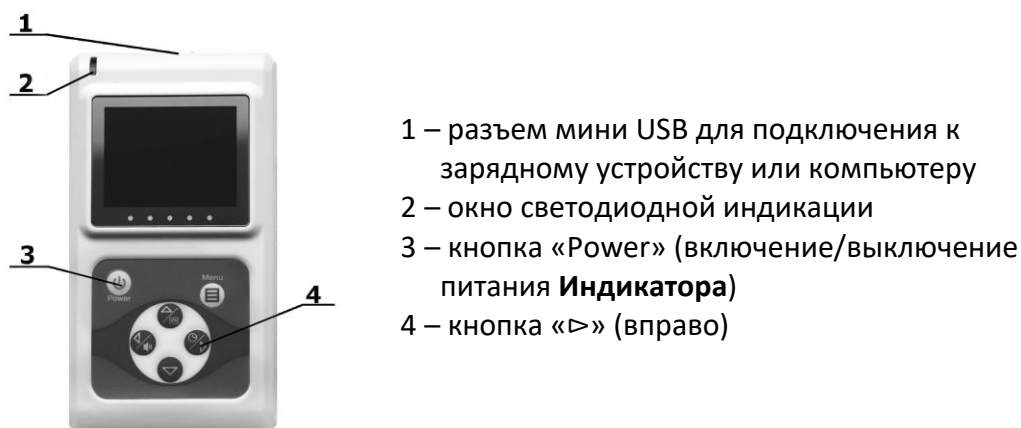 1
2
3
4
Power
Menu
1 – разъем мини USB для подключения к
зарядному устройству или компьютеру
2 – окно светодиодной индикации
3 – кнопка «Power» (включение/выключение
питания Индикатора)
4 – кнопка «⊳» (вправо)